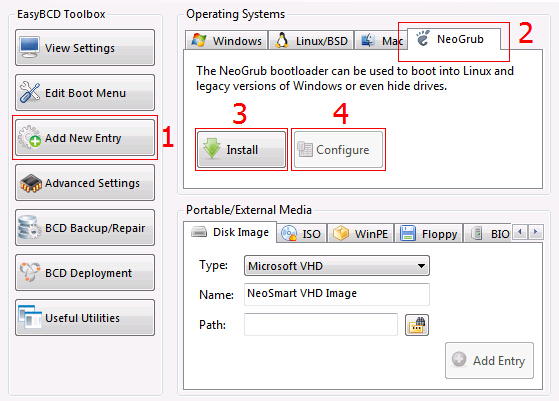 EasyBCD Toolbox
View Settings
Edit Boot Menu
Add New Entry
1
Advanced Settings
BCD Backup/Repair
BCD Deployment
Useful Utilities
Operating Systems
Windows
Linux/BSD
Mac
NeoGrub
2
The NeoGrub bootloader can be used to boot into Linux and
legacy versions of Windows or even hide drives.
3
4
Install
Configure
Portable/External Media
Disk Image
ISO
WinPE
Floppy
BIO
Type:
Microsoft VHD
Name:
NeoSmart VHD Image
Path:
Add Entry